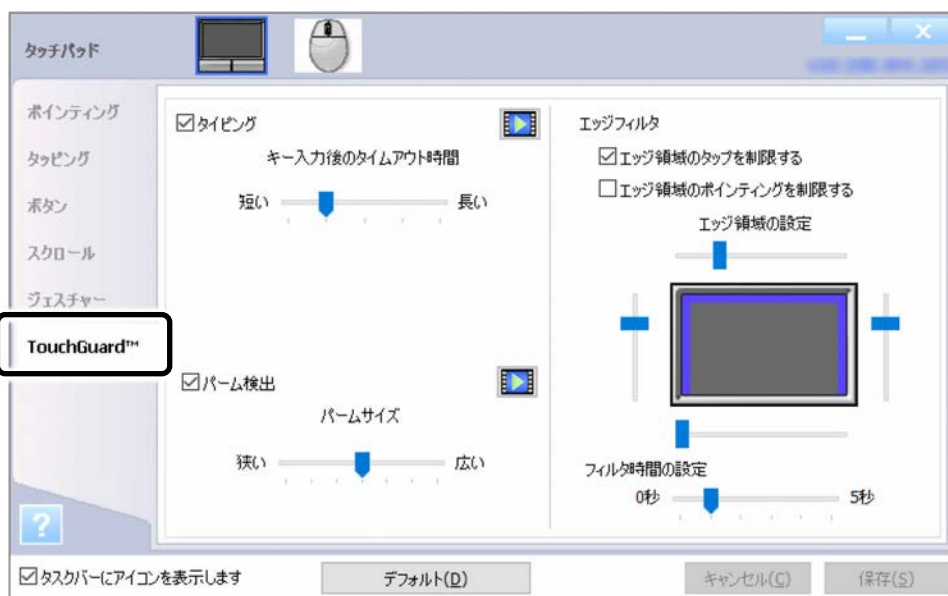 タッチパッド
ポインティング
タッピング
ボタン
スクロール
ジェスチャー
TouchGuard™
タイピング
キー入力後のタイムアウト時間
短い 長い
パーム検出
パームサイズ
狭い 広い
エッジフィルタ
エッジ領域のタップを制限する
エッジ領域のポインティングを制限する
エッジ領域の設定
フィルタ時間の設定
0秒 5秒
?
タスクバーにアイコンを表示します
デフォルト(D)
キャンセル(C)
保存(S)